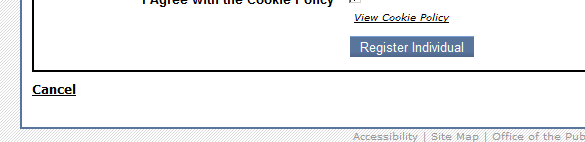 I Agree with the Cookie Policy
View Cookie Policy
Register Individual
Cancel
Accessibility | Site Map | Office of the Pub